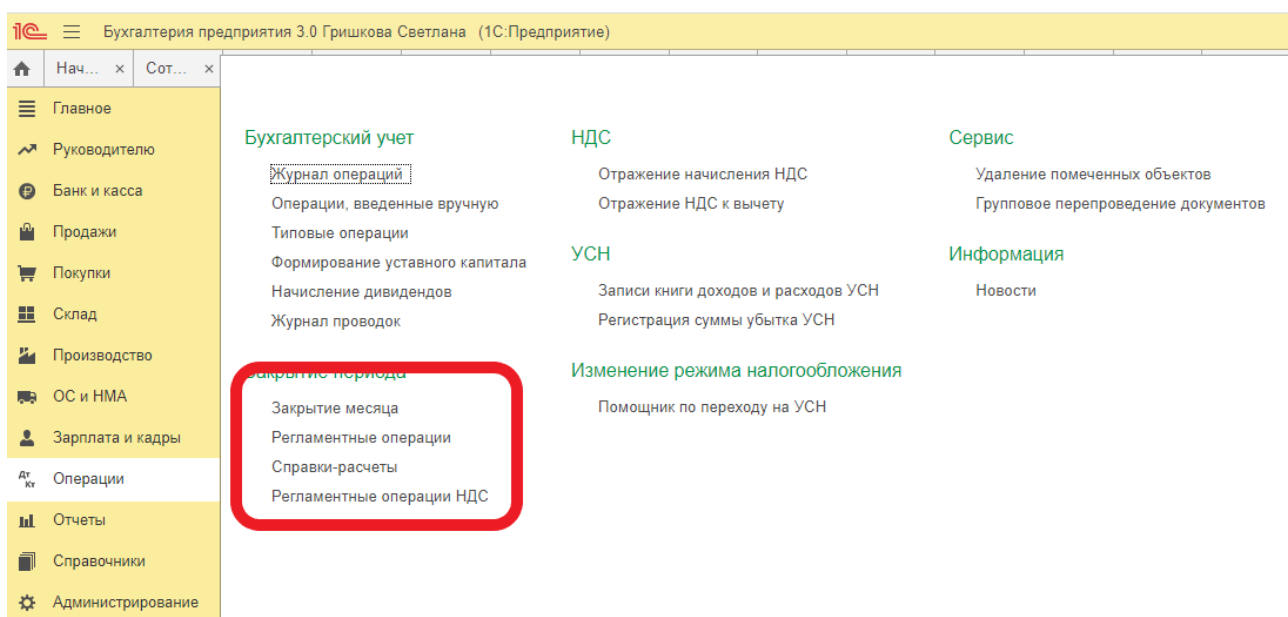 1С Бухгалтерия предприятия 3.0 Гришкова Светлана (1С:Предприятие)
Нач... × Сот... ×
Главное
Руководителю
Банк и касса
Продажи
Покупки
Склад
Производство
ОС и НМА
Зарплата и кадры
Дт Кт Операции
Отчеты
Справочники
Администрирование
Бухгалтерский учет
Журнал операций
Операции, введенные вручную
Типовые операции
Формирование уставного капитала
Начисление дивидендов
Журнал проводок
Закрытие периода
Закрытие месяца
Регламентные операции
Справки-расчеты
Регламентные операции НДС
НДС
Отражение начисления НДС
Отражение НДС к вычету
УСН
Записи книги доходов и расходов УСН
Регистрация суммы убытка УСН
Изменение режима налогообложения
Помощник по переходу на УСН
Сервис
Удаление помеченных объектов
Групповое перепроведение документов
Информация
Новости